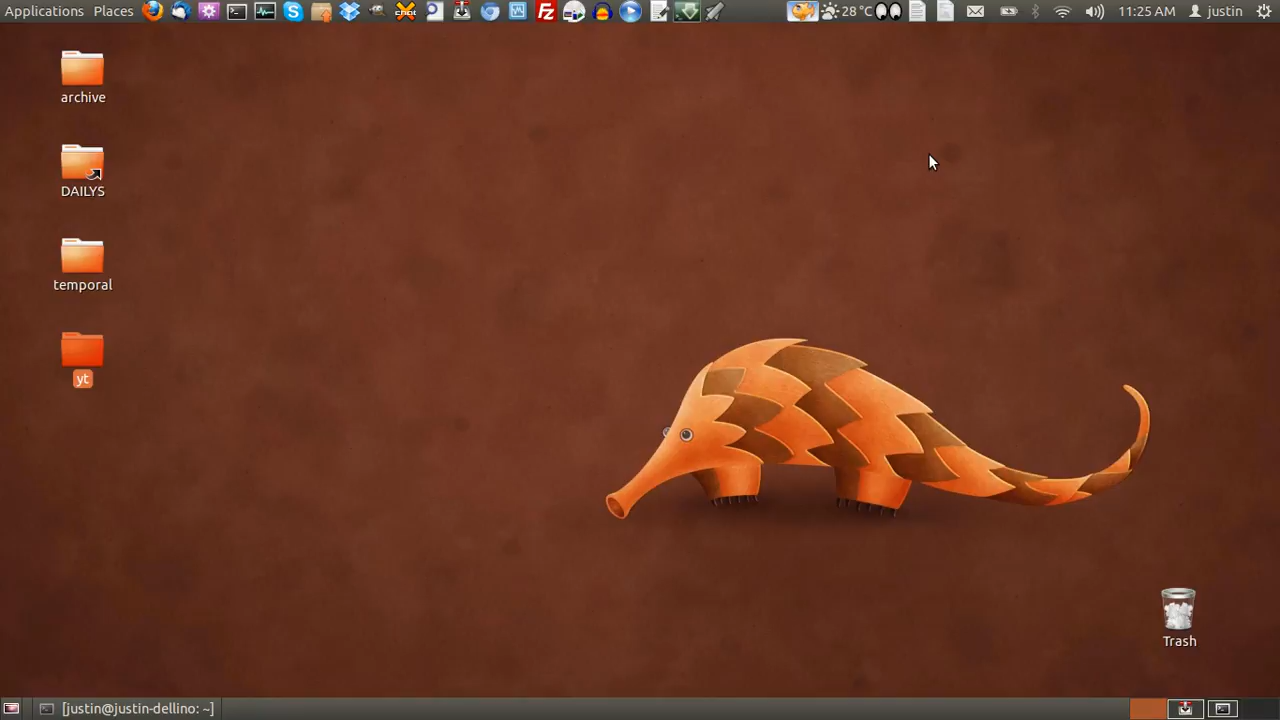 Applications Places 28 °C 11:25 AM justin
archive
DAILYS
temporal
yt
Trash
[justin@justin-dellino: ~]